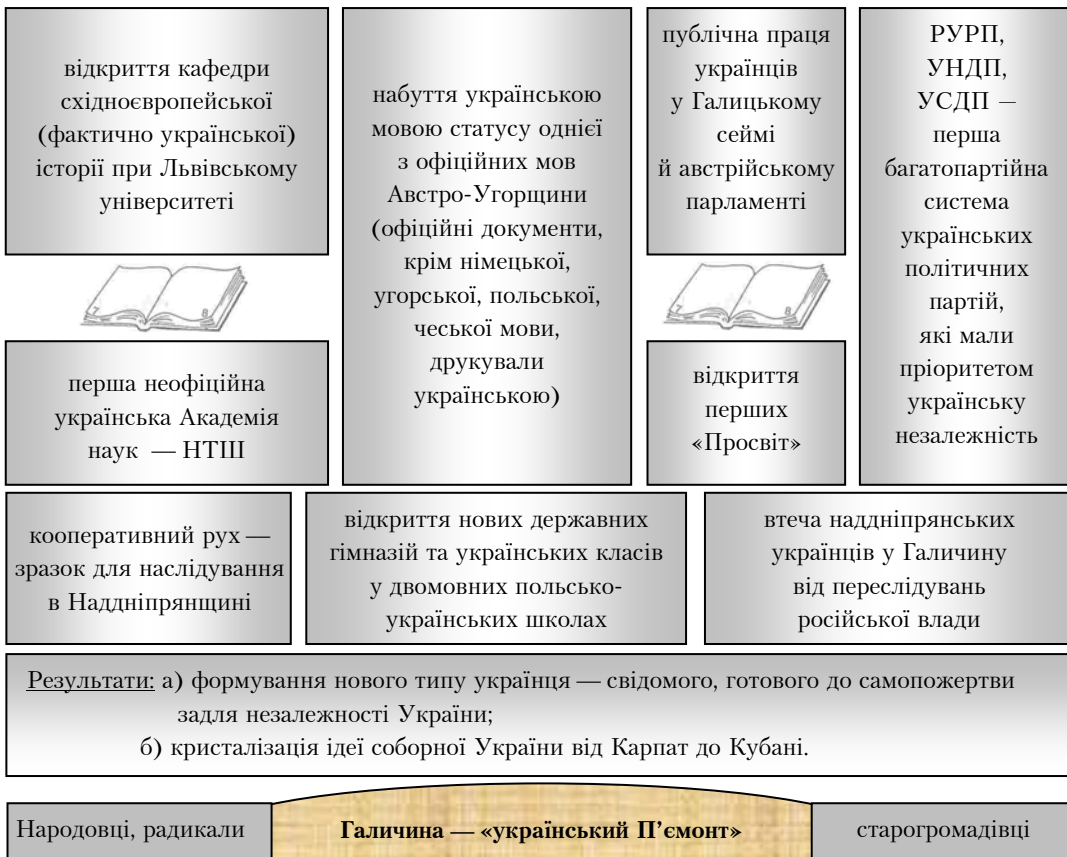 відкриття кафедри
східноєвропейської
(фактично української)
історії при Львівському
університеті
набуття українською
мовою статусу однієї
з офіційних мов
Австро-Угорщини
(офіційні документи,
крім німецької,
угорської, польської,
чеської мови,
друкували
українською)
публічна праця
українців
у Галицькому
сеймі
й австрійському
парламенті
РУРП,
УНДП,
УСДП —
перша
багатопартійна
система
українських
політичних
партій,
які мали
пріоритетом
українську
незалежність
7 8
7 8
перша неофіційна
українська Академія
наук — НТШ
відкриття
перших
«Просвіт»
кооперативний рух —
зразок для наслідування
в Наддніпрянщині
відкриття нових державних
гімназій та українських класів
у двомовних польсько-
українських школах
втеча наддніпрянських
українців у Галичину
від переслідувань
російської влади
Результати: а) формування нового типу українця — свідомого, готового до самопожертви
задля незалежності України;
б) кристалізація ідеї соборної України від Карпат до Кубані.
Народовці, радикали
Галичина — «український П’ємонт»
старогромадівці